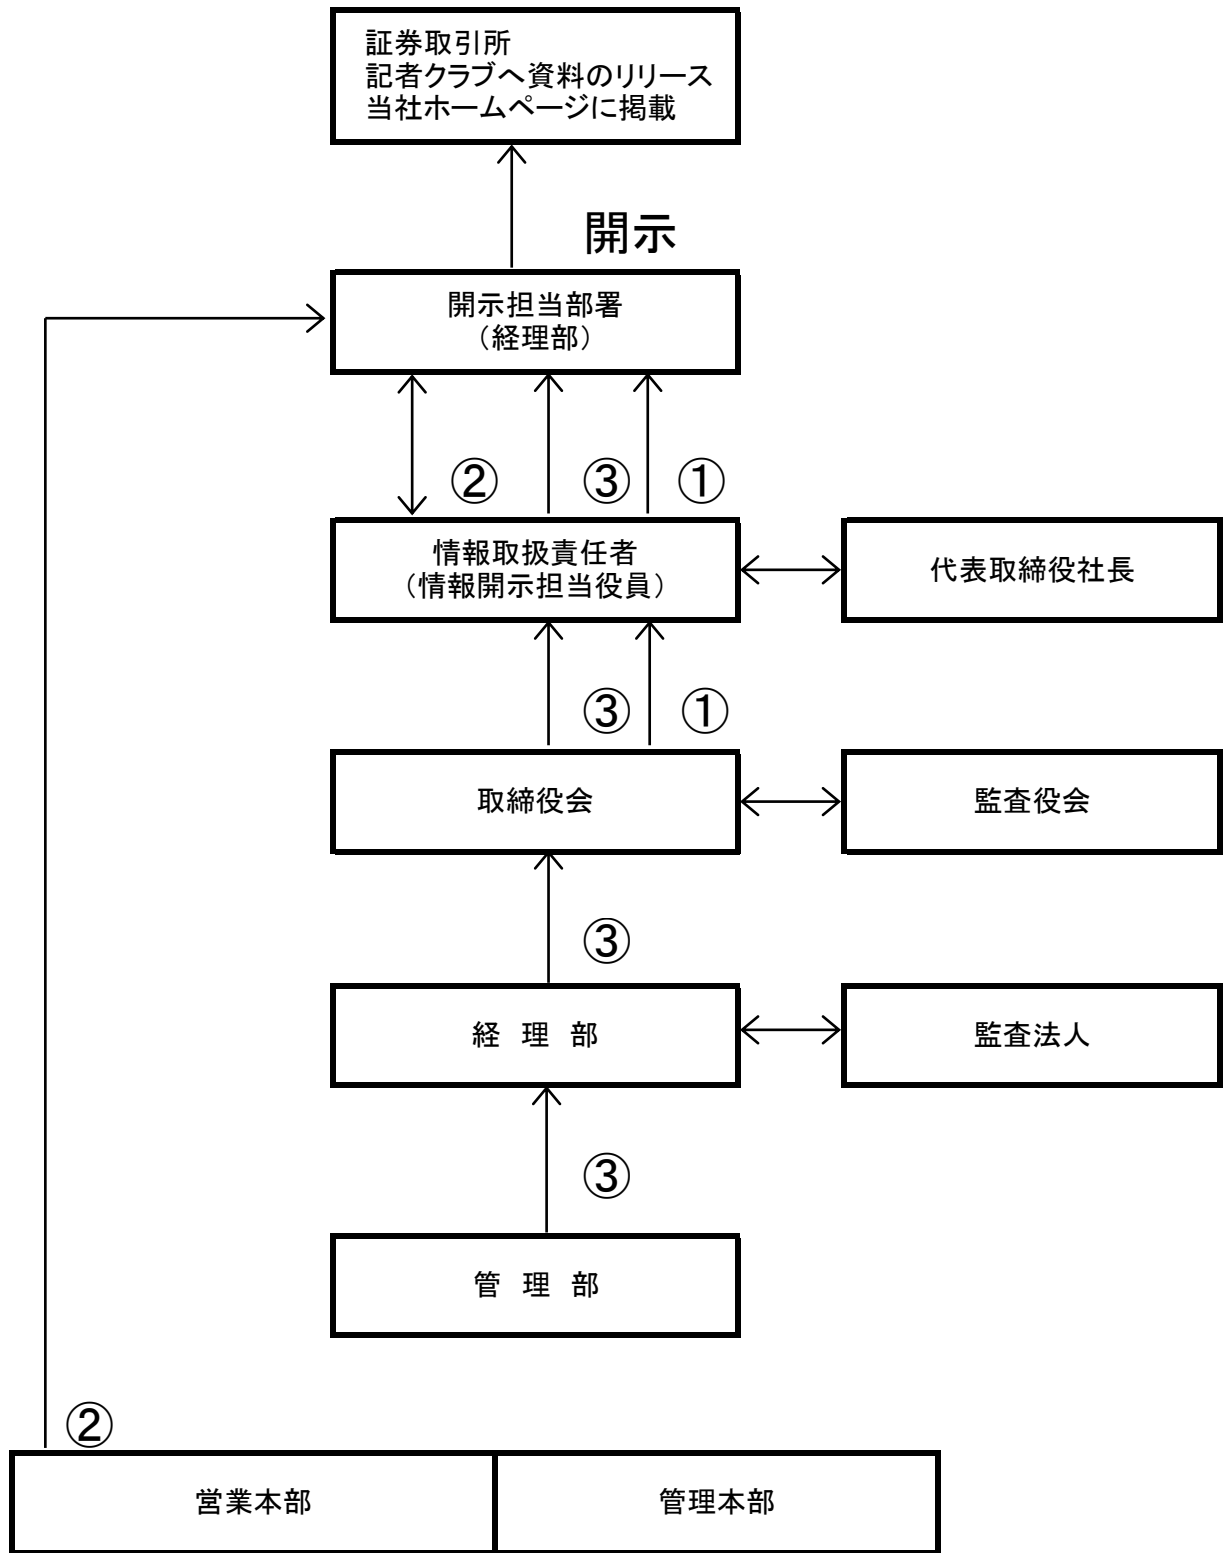 証券取引所
記者クラブへ資料のリリース
当社ホームページに掲載
開示
開示担当部署
（経理部）
②
③
①
情報取扱責任者
（情報開示担当役員）
代表取締役社長
③
①
取締役会
監査役会
③
経　理　部
監査法人
③
管　理　部
②
営業本部
管理本部